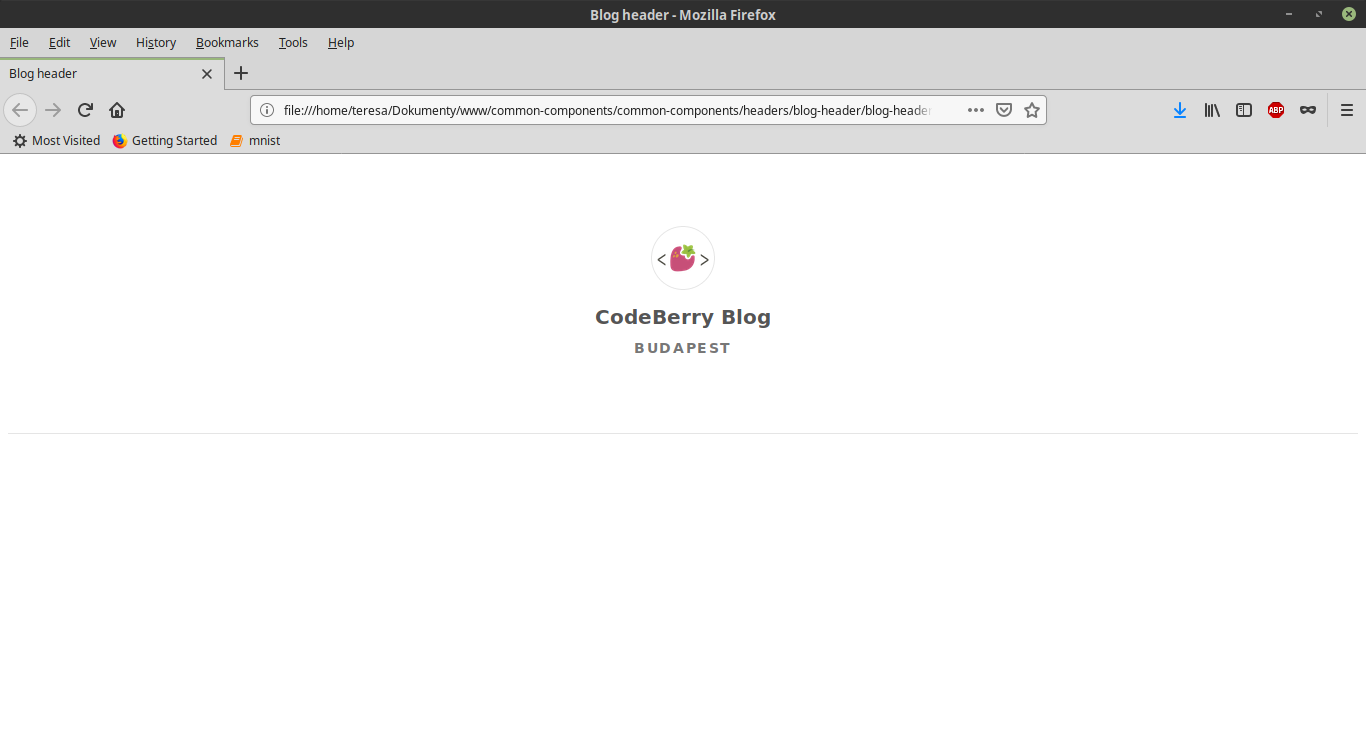 Blog header - Mozilla Firefox
File Edit View History Bookmarks Tools Help
Blog header
file:///home/teresa/Dokumenty/www/common-components/common-components/headers/blog-header/blog-header
ABP
Most Visited Getting Started mnist
< >
CodeBerry Blog
BUDAPEST